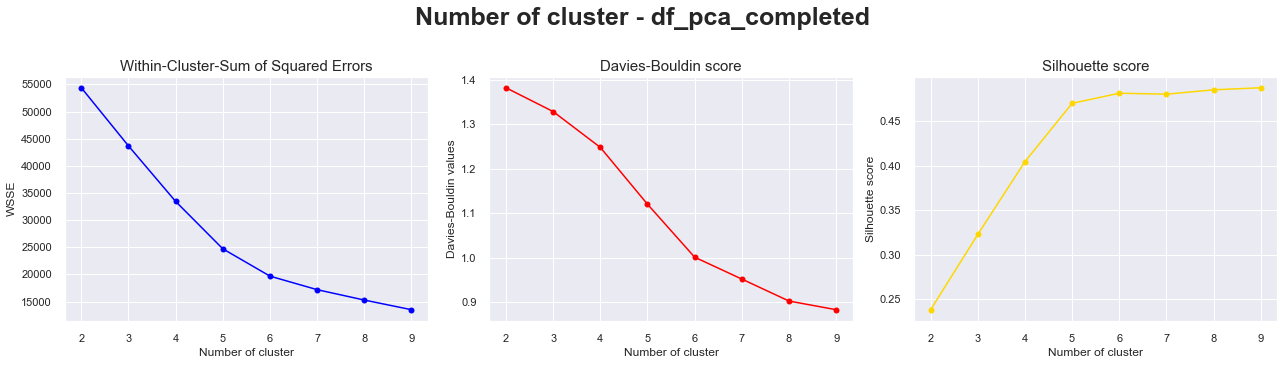 Number of cluster - df_pca_completed
Within-Cluster-Sum of Squared Errors
WSSE
55000
50000
45000
40000
35000
30000
25000
20000
15000
2 3 4 5 6 7 8 9
Number of cluster
Davies-Bouldin score
Davies-Bouldin values
1.4
1.3
1.2
1.1
1.0
0.9
2 3 4 5 6 7 8 9
Number of cluster
Silhouette score
Silhouette score
0.45
0.40
0.35
0.30
0.25
2 3 4 5 6 7 8 9
Number of cluster